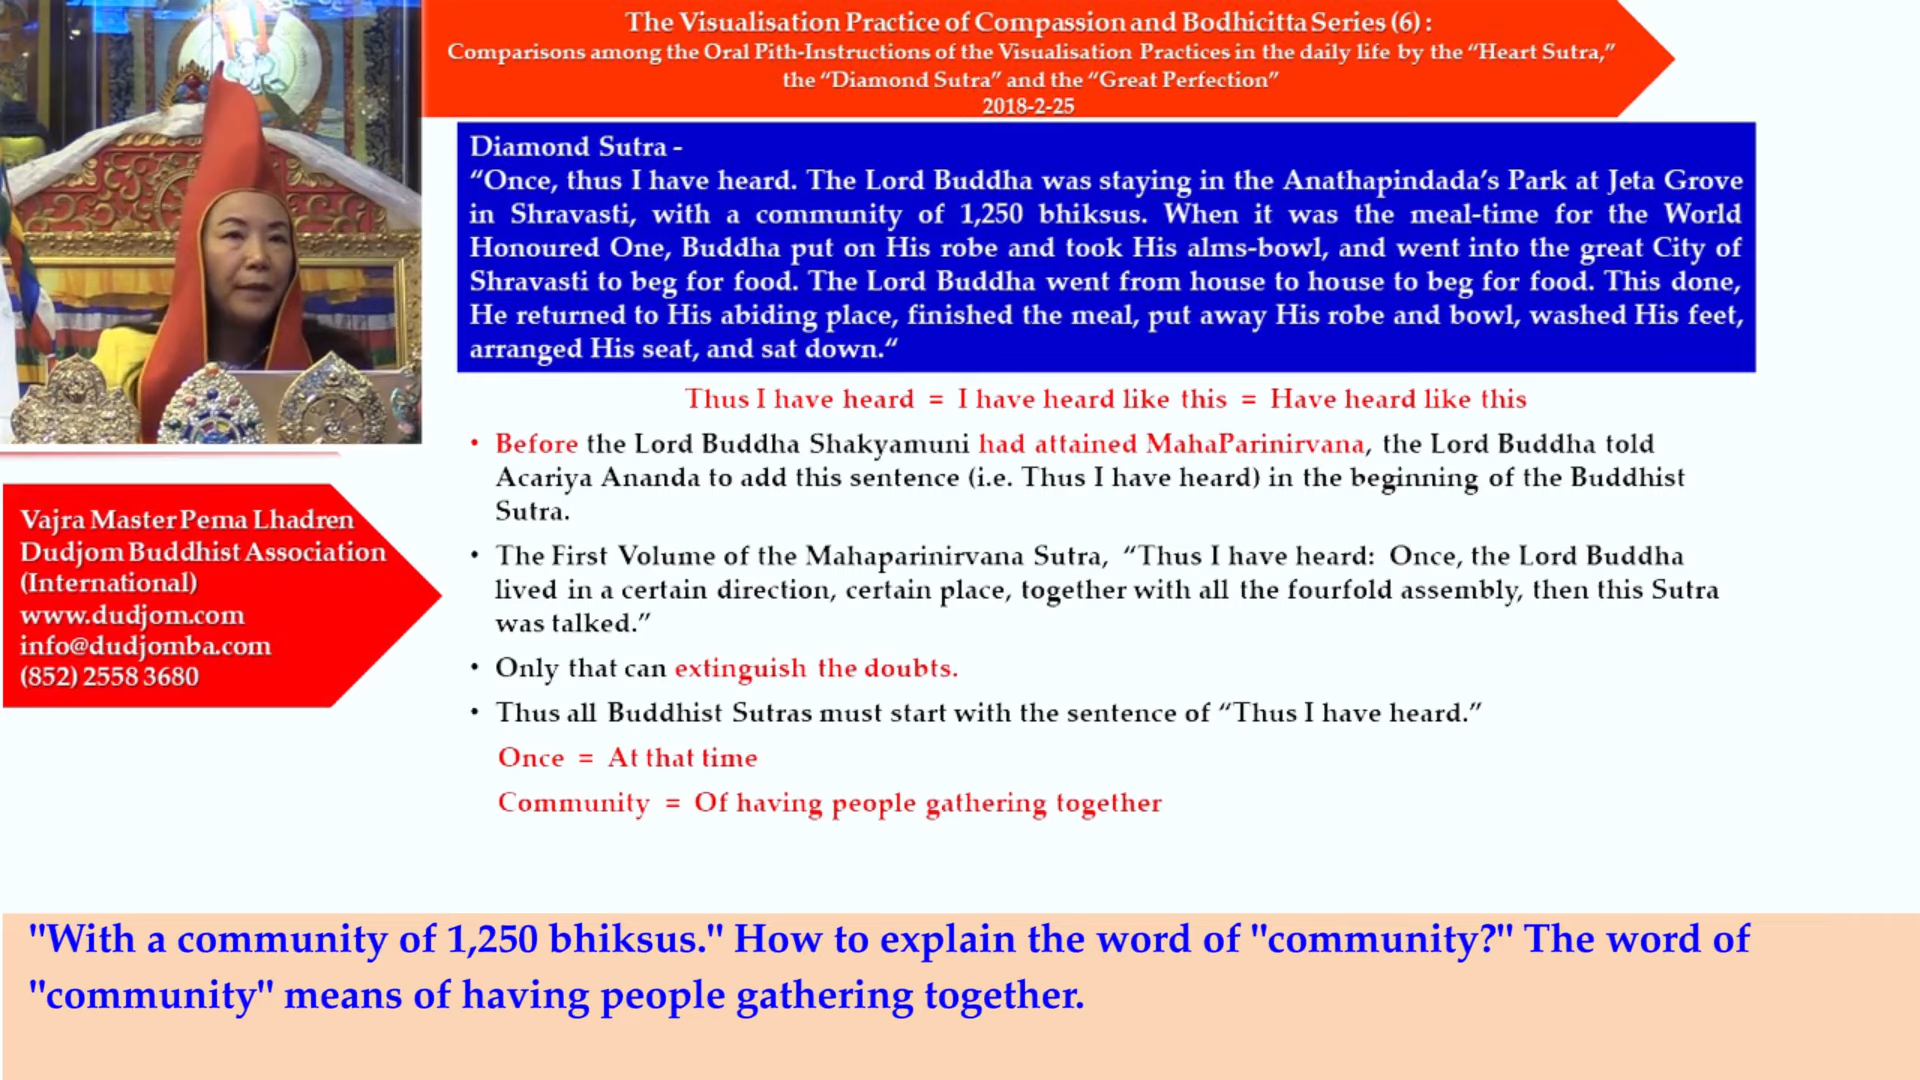 The Visualisation Practice of Compassion and Bodhicitta Series (6) :
Comparisons among the Oral Pith-Instructions of the Visualisation Practices in the daily life by the “Heart Sutra,”
the “Diamond Sutra” and the “Great Perfection”
2018-2-25
Diamond Sutra -
“Once, thus I have heard. The Lord Buddha was staying in the Anathapindada’s Park at Jeta Grove
in Shravasti, with a community of 1,250 bhiksus. When it was the meal-time for the World
Honoured One, Buddha put on His robe and took His alms-bowl, and went into the great City of
Shravasti to beg for food. The Lord Buddha went from house to house to beg for food. This done,
He returned to His abiding place, finished the meal, put away His robe and bowl, washed His feet,
arranged His seat, and sat down.“
Thus I have heard = I have heard like this = Have heard like this
• Before the Lord Buddha Shakyamuni had attained MahaParinirvana, the Lord Buddha told
Acariya Ananda to add this sentence (i.e. Thus I have heard) in the beginning of the Buddhist
Sutra.
• The First Volume of the Mahaparinirvana Sutra, “Thus I have heard: Once, the Lord Buddha
lived in a certain direction, certain place, together with all the fourfold assembly, then this Sutra
was talked.”
• Only that can extinguish the doubts.
• Thus all Buddhist Sutras must start with the sentence of “Thus I have heard.”
Once = At that time
Community = Of having people gathering together
Vajra Master Pema Lhadren
Dudjom Buddhist Association
(International)
www.dudjom.com
info@dudjomba.com
(852) 2558 3680
"With a community of 1,250 bhiksus." How to explain the word of "community?" The word of
"community" means of having people gathering together.